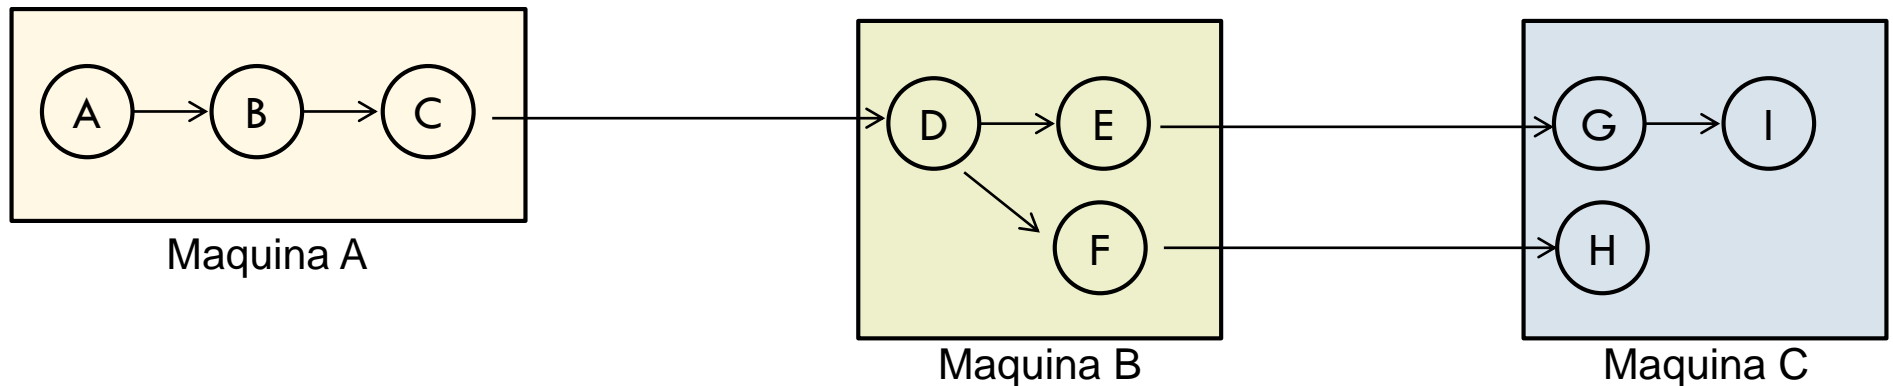 A B C
D E
F
G I
H
Maquina A
Maquina B
Maquina C